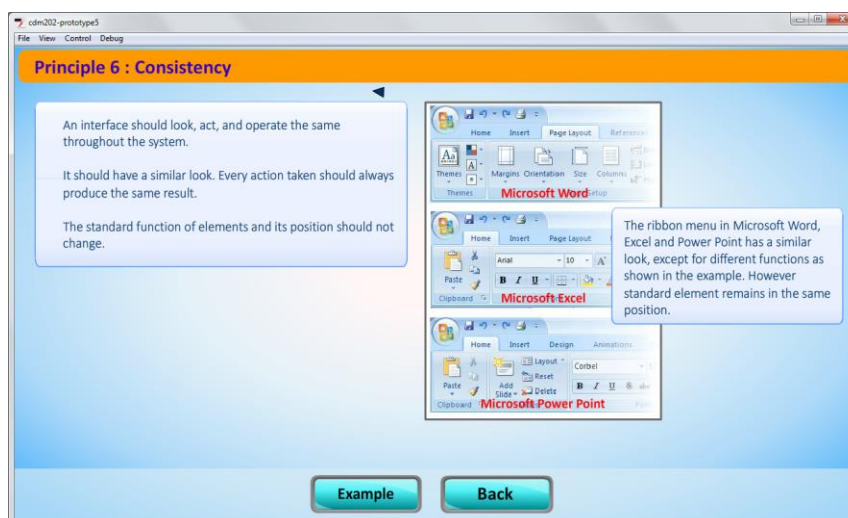 cdm202-prototype5
File View Control Debug
Principle 6 : Consistency
An interface should look, act, and operate the same
throughout the system.
It should have a similar look. Every action taken should always
produce the same result.
The standard function of elements and its position should not
change.
Home Insert Page Layout References
Themes
Margins Orientation Size Columns
Themes
Microsoft Word
Setup
Home Insert Page Layout
Arial 10 A
Paste
B I U
Clipboard
Microsoft Excel
Home Insert Design Animations
Layout
Corbel
Reset
Paste
Add
Slide
Delete
B I U S abc
Clipboard
Microsoft Power Point
The ribbon menu in Microsoft Word,
Excel and Power Point has a similar
look, except for different functions as
shown in the example. However
standard element remains in the same
position.
Example
Back